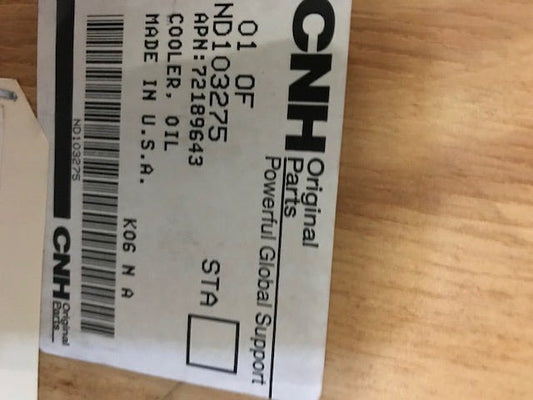 CNH Original
Parts
Powerful Global Support
01 OF
ND103275
APN:72189643
COOLER, OIL
MADE IN U.S.A.
K06 N A
STA
ND103275
CNH Original
Parts